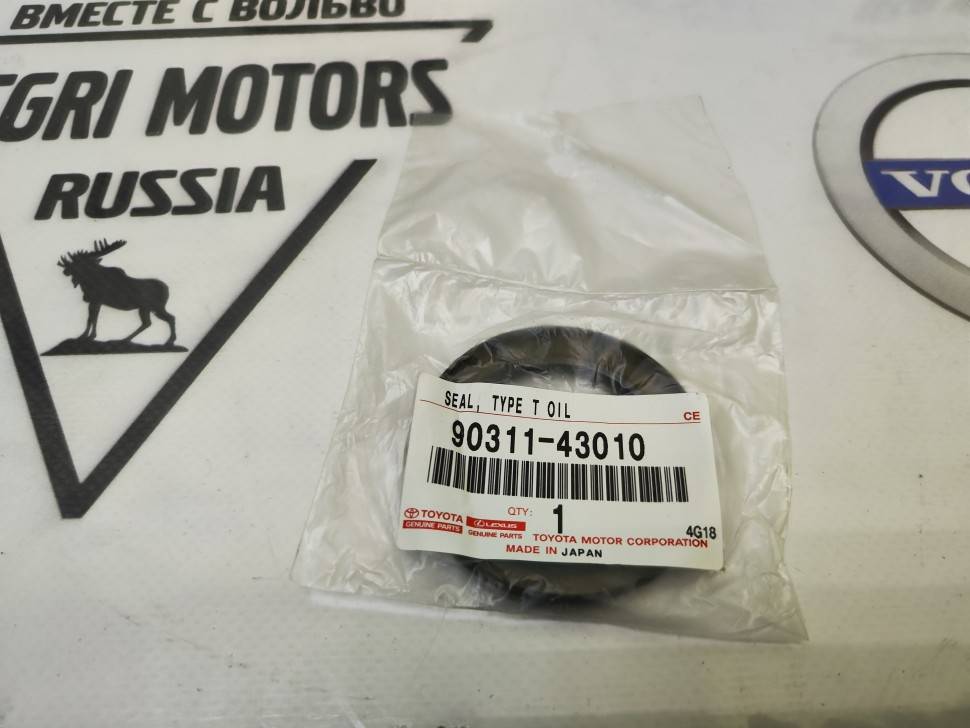 ВМЕСТЕ С ВОЛЬВО
GRI MOTORS
RUSSIA
SEAL, TYPE T OIL
CE
90311-43010
QTY: 1
4G18
TOYOTA
GENUINE PARTS
LEXUS
GENUINE PARTS
TOYOTA MOTOR CORPORATION
MADE IN JAPAN